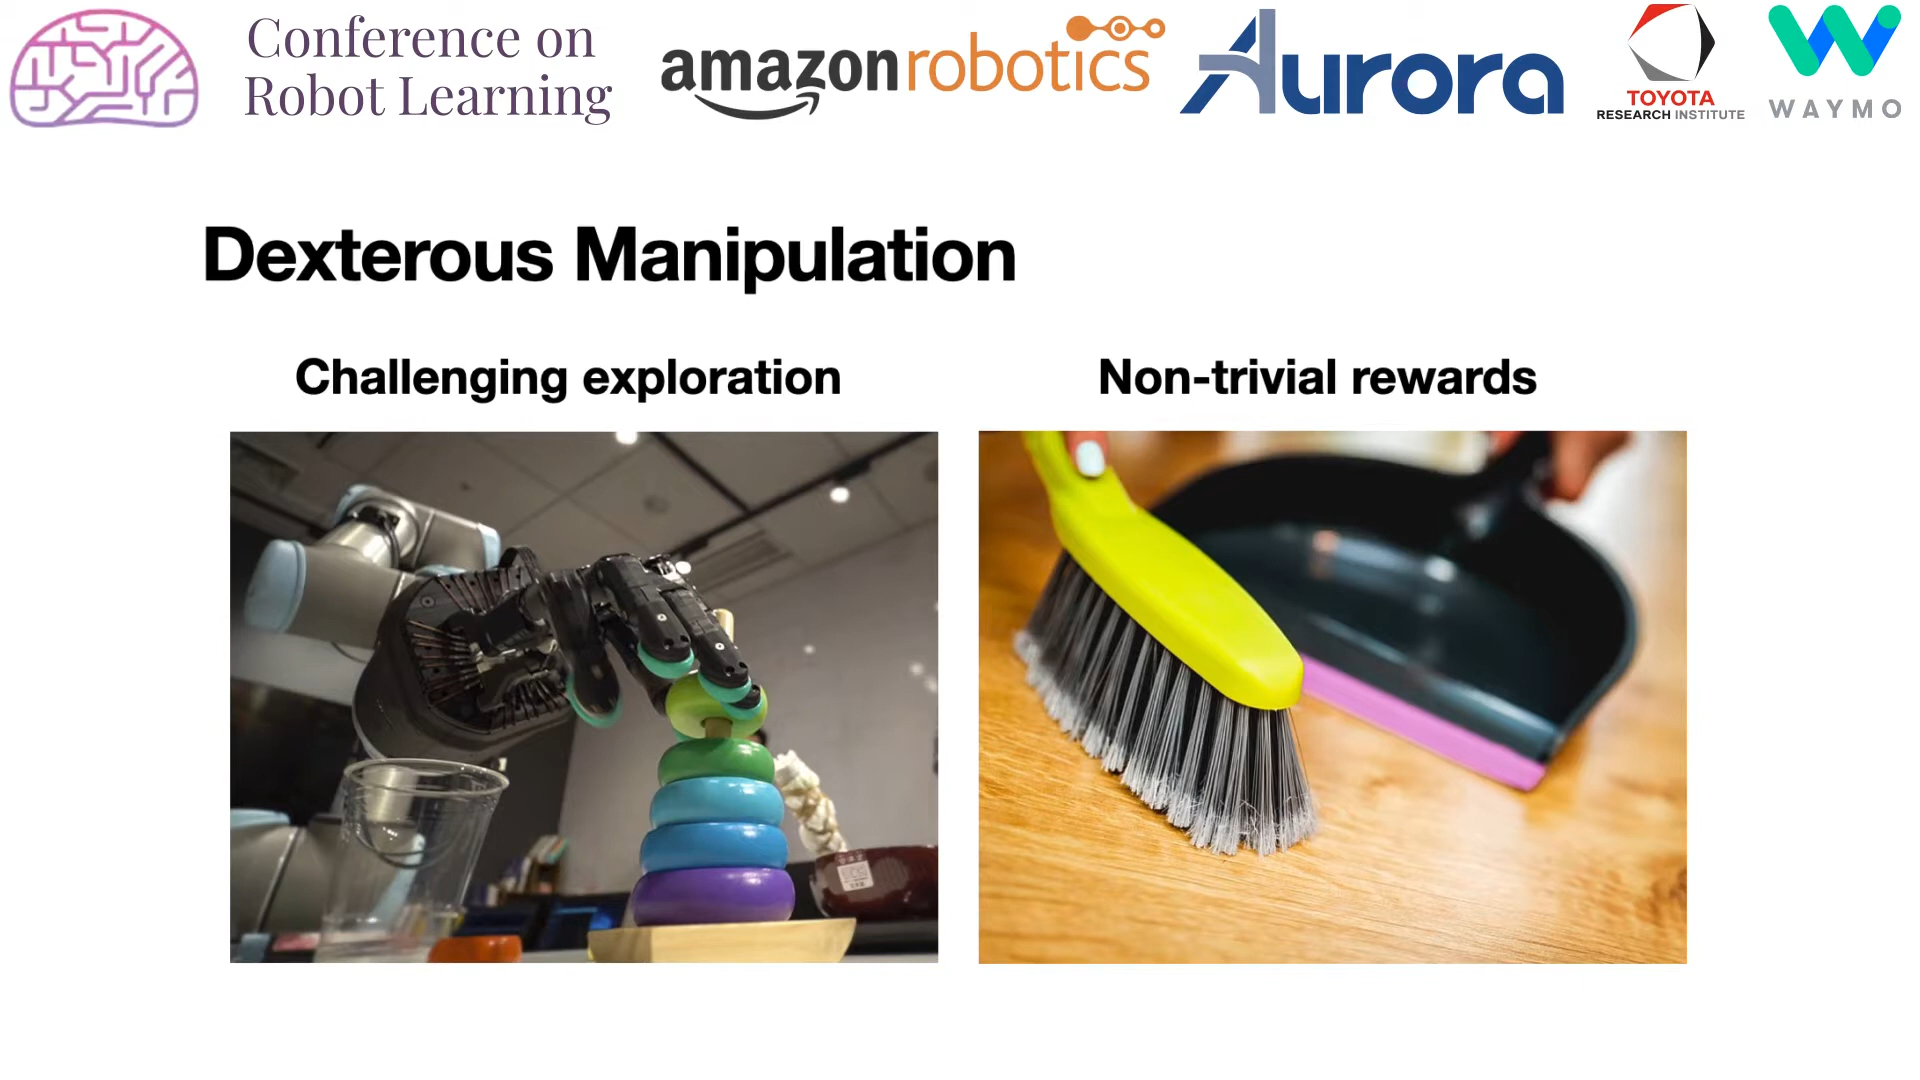 Conference on
Robot Learning
amazon robotics
Aurora
TOYOTA
RESEARCH INSTITUTE
WAYMO
Dexterous Manipulation
Challenging exploration
Non-trivial rewards